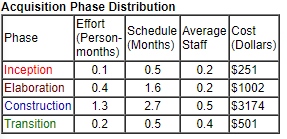 Acquisition Phase Distribution
Phase Effort (Person-months) Schedule (Months) Average Staff Cost (Dollars)
Inception 0.1 0.5 0.2 $251
Elaboration 0.4 1.6 0.2 $1002
Construction 1.3 2.7 0.5 $3174
Transition 0.2 0.5 0.4 $501